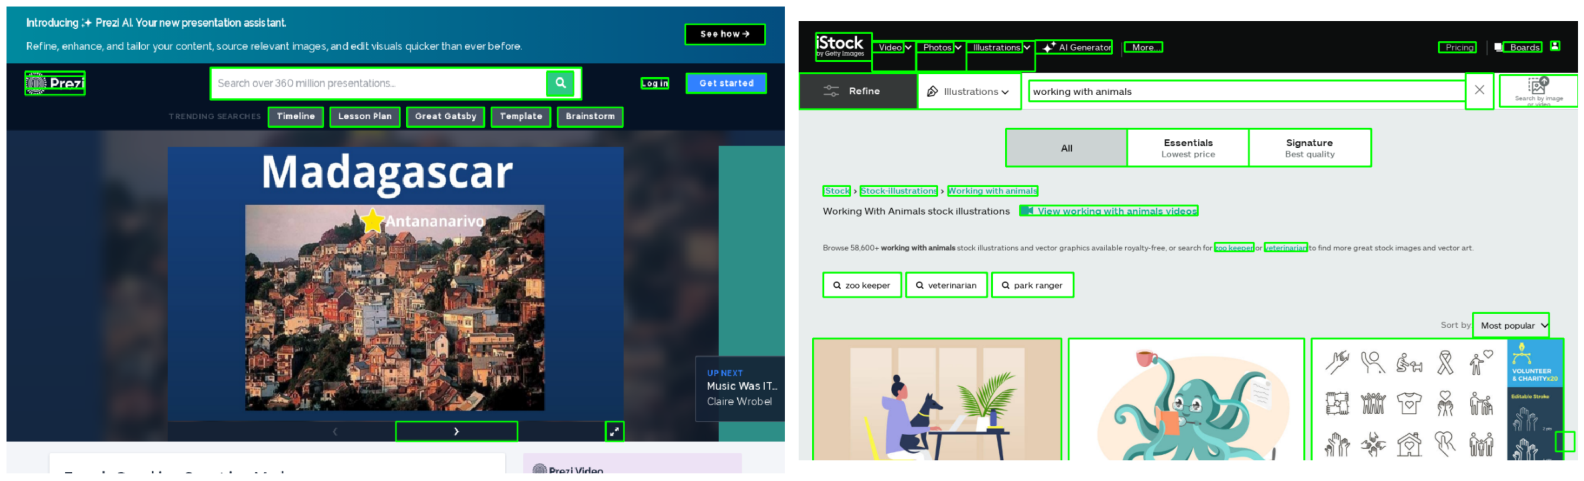 Introducing Prezi AI. Your new presentation assistant.
Refine, enhance, and tailor your content, source relevant images, and edit visuals quicker than ever before.
See how →
Prezi
Search over 360 million presentations...
Log in
Get started
TRENDING SEARCHES
Timeline
Lesson Plan
Great Gatsby
Template
Brainstorm
Madagascar
Antananarivo
UP NEXT
Music Was IT...
Claire Wrobel
Prezi Video
iStock
by Getty Images
Video
Photos
Illustrations
AI Generator
More...
Pricing
Boards
Refine
Illustrations
working with animals
Search by image
or video
All
Essentials
Lowest price
Signature
Best quality
Stock › Stock-illustrations › Working with animals
Working With Animals stock illustrations
View working with animals videos
Browse 58,600+ working with animals stock illustrations and vector graphics available royalty-free, or search for zoo keeper or veterinarian to find more great stock images and vector art.
zoo keeper
veterinarian
park ranger
Sort by
Most popular
VOLUNTEER
& CHARITYx20
Editable Stroke